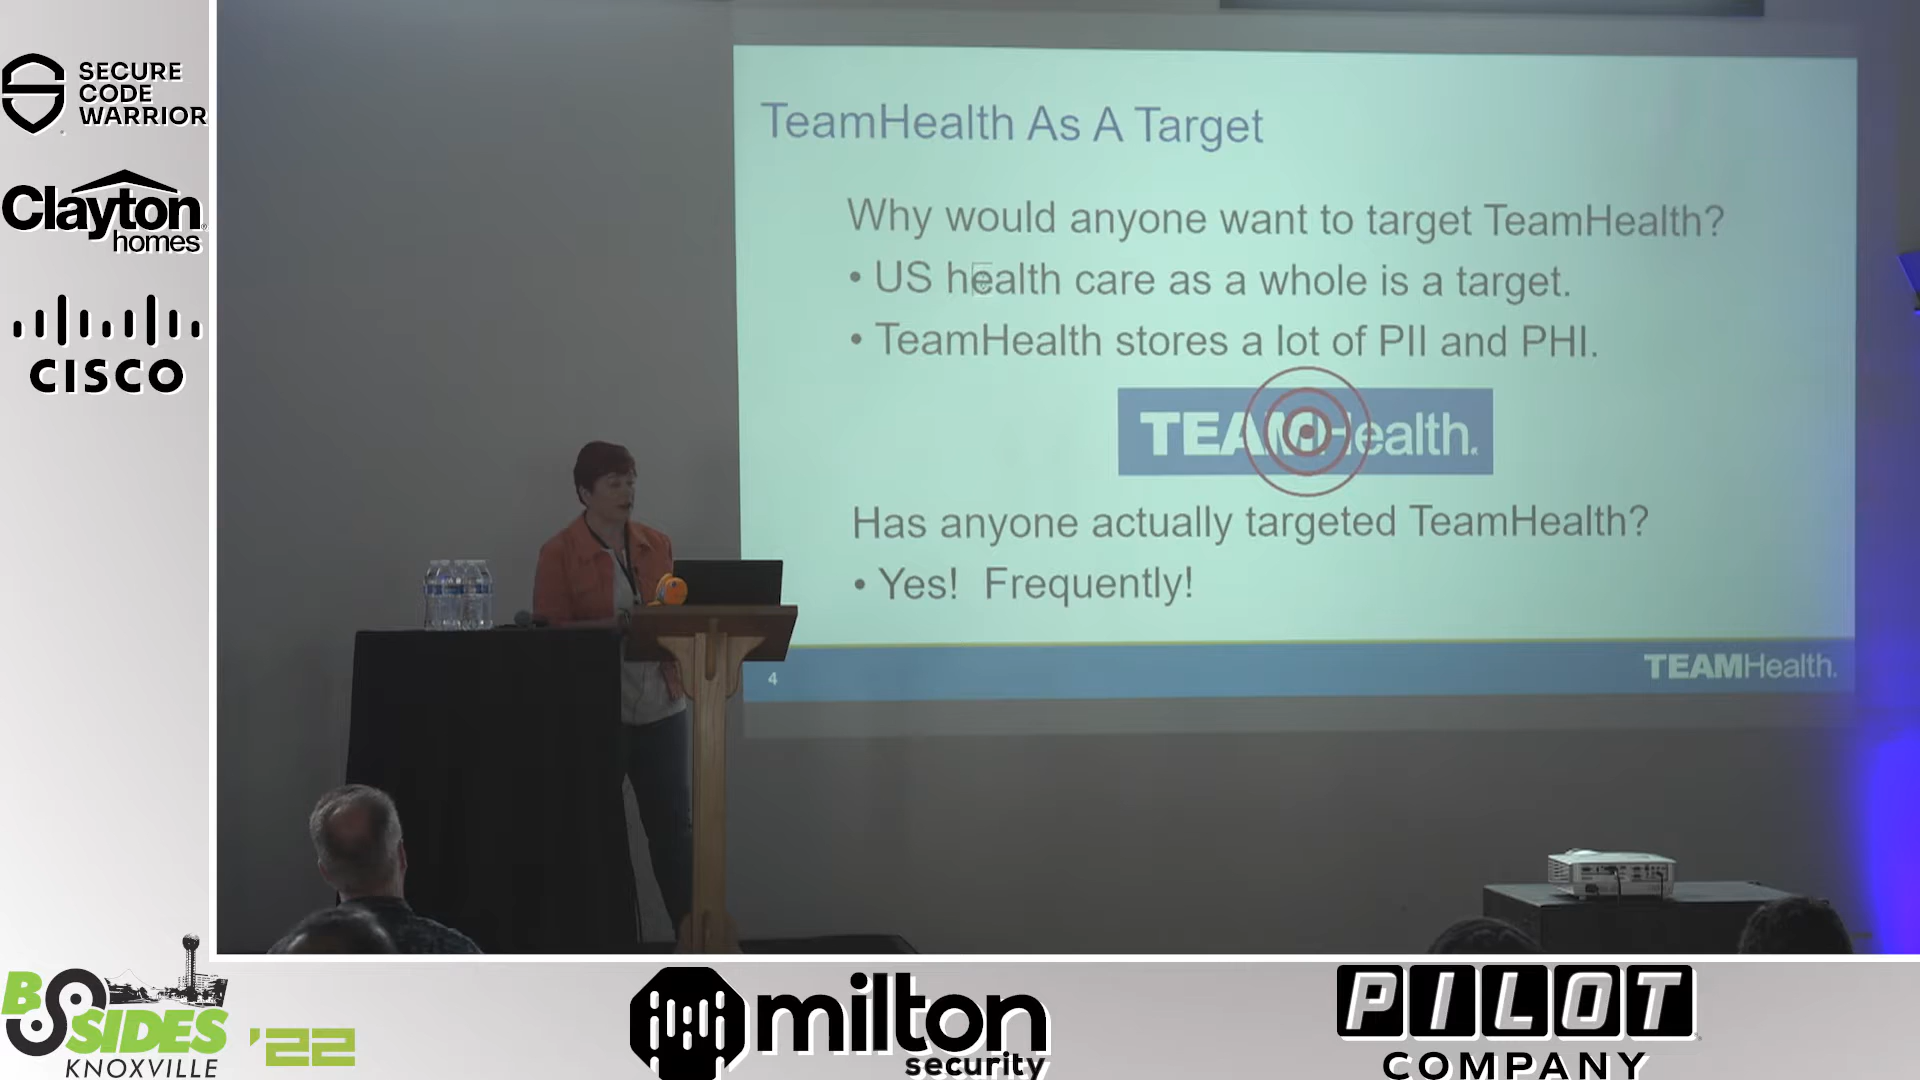 SECURE
CODE
WARRIOR
Clayton
homes
CISCO
TeamHealth As A Target
Why would anyone want to target TeamHealth?
• US health care as a whole is a target.
• TeamHealth stores a lot of PII and PHI.
TEAMHealth.
Has anyone actually targeted TeamHealth?
• Yes! Frequently!
4
TEAMHealth.
BSIDES
KNOXVILLE
'22
milton
security
PILOT
COMPANY